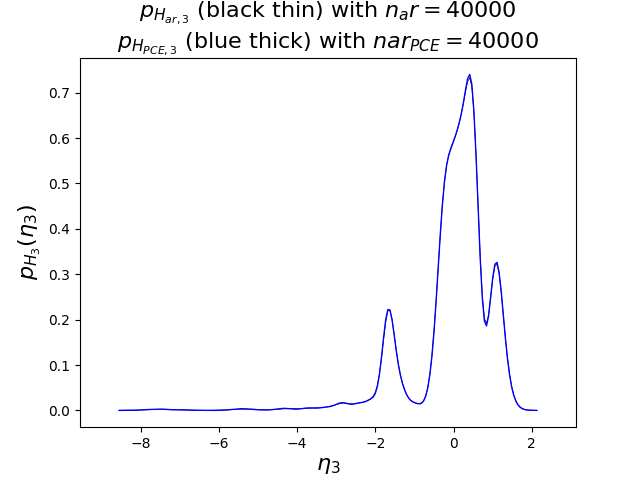 $p_{H_{ar,3}}$ (black thin) with $n_ar = 40000$
$p_{H_{PCE,3}}$ (blue thick) with $nar_{PCE} = 40000$
$p_{H_3}(\eta_3)$
0.7
0.6
0.5
0.4
0.3
0.2
0.1
0.0
−8 −6 −4 −2 0 2
$\eta_3$